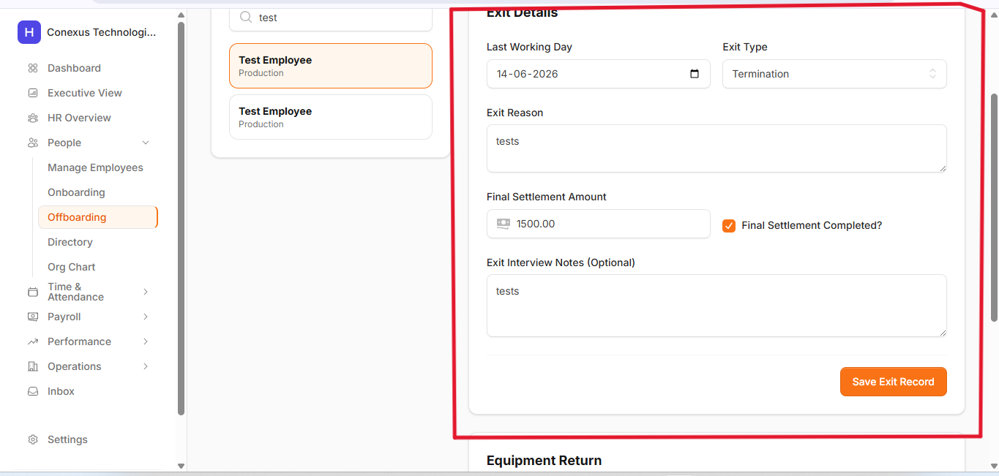 H
Conexus Technologi...
Dashboard
Executive View
HR Overview
People
Manage Employees
Onboarding
Offboarding
Directory
Org Chart
Time &
Attendance
Payroll
Performance
Operations
Inbox
Settings
test
Test Employee
Production
Test Employee
Production
Exit Details
Last Working Day
Exit Type
14-06-2026
Termination
Exit Reason
tests
Final Settlement Amount
1500.00
Final Settlement Completed?
Exit Interview Notes (Optional)
tests
Save Exit Record
Equipment Return